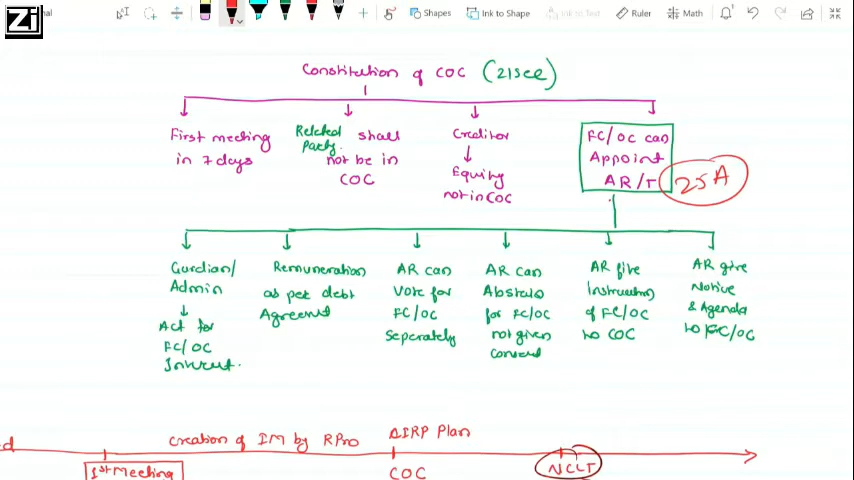 Zi
nal
Shapes
Ink to Shape
Ink to Text
Ruler
Math
Constitution of COC (21sec)
First meeting
in 7 days
Related
Party. shall
not be in
COC
Creditor
Equity
not in COC
FC/OC can
Appoint
AR/T
25A
Gurdian/
Admin
Act for
FC/OC
Remuneration
as per debt
Agreement
AR can
Vote for
FC/OC
Seperately
AR can
Abstain
for FC/OC
not given
consent
AR file
Instruction
of FC/OC
to COC
AR give
Notice
& Agenda
to FC/OC
d
creation of IM by RPro
1st Meeting
Plan
COC
NCLT